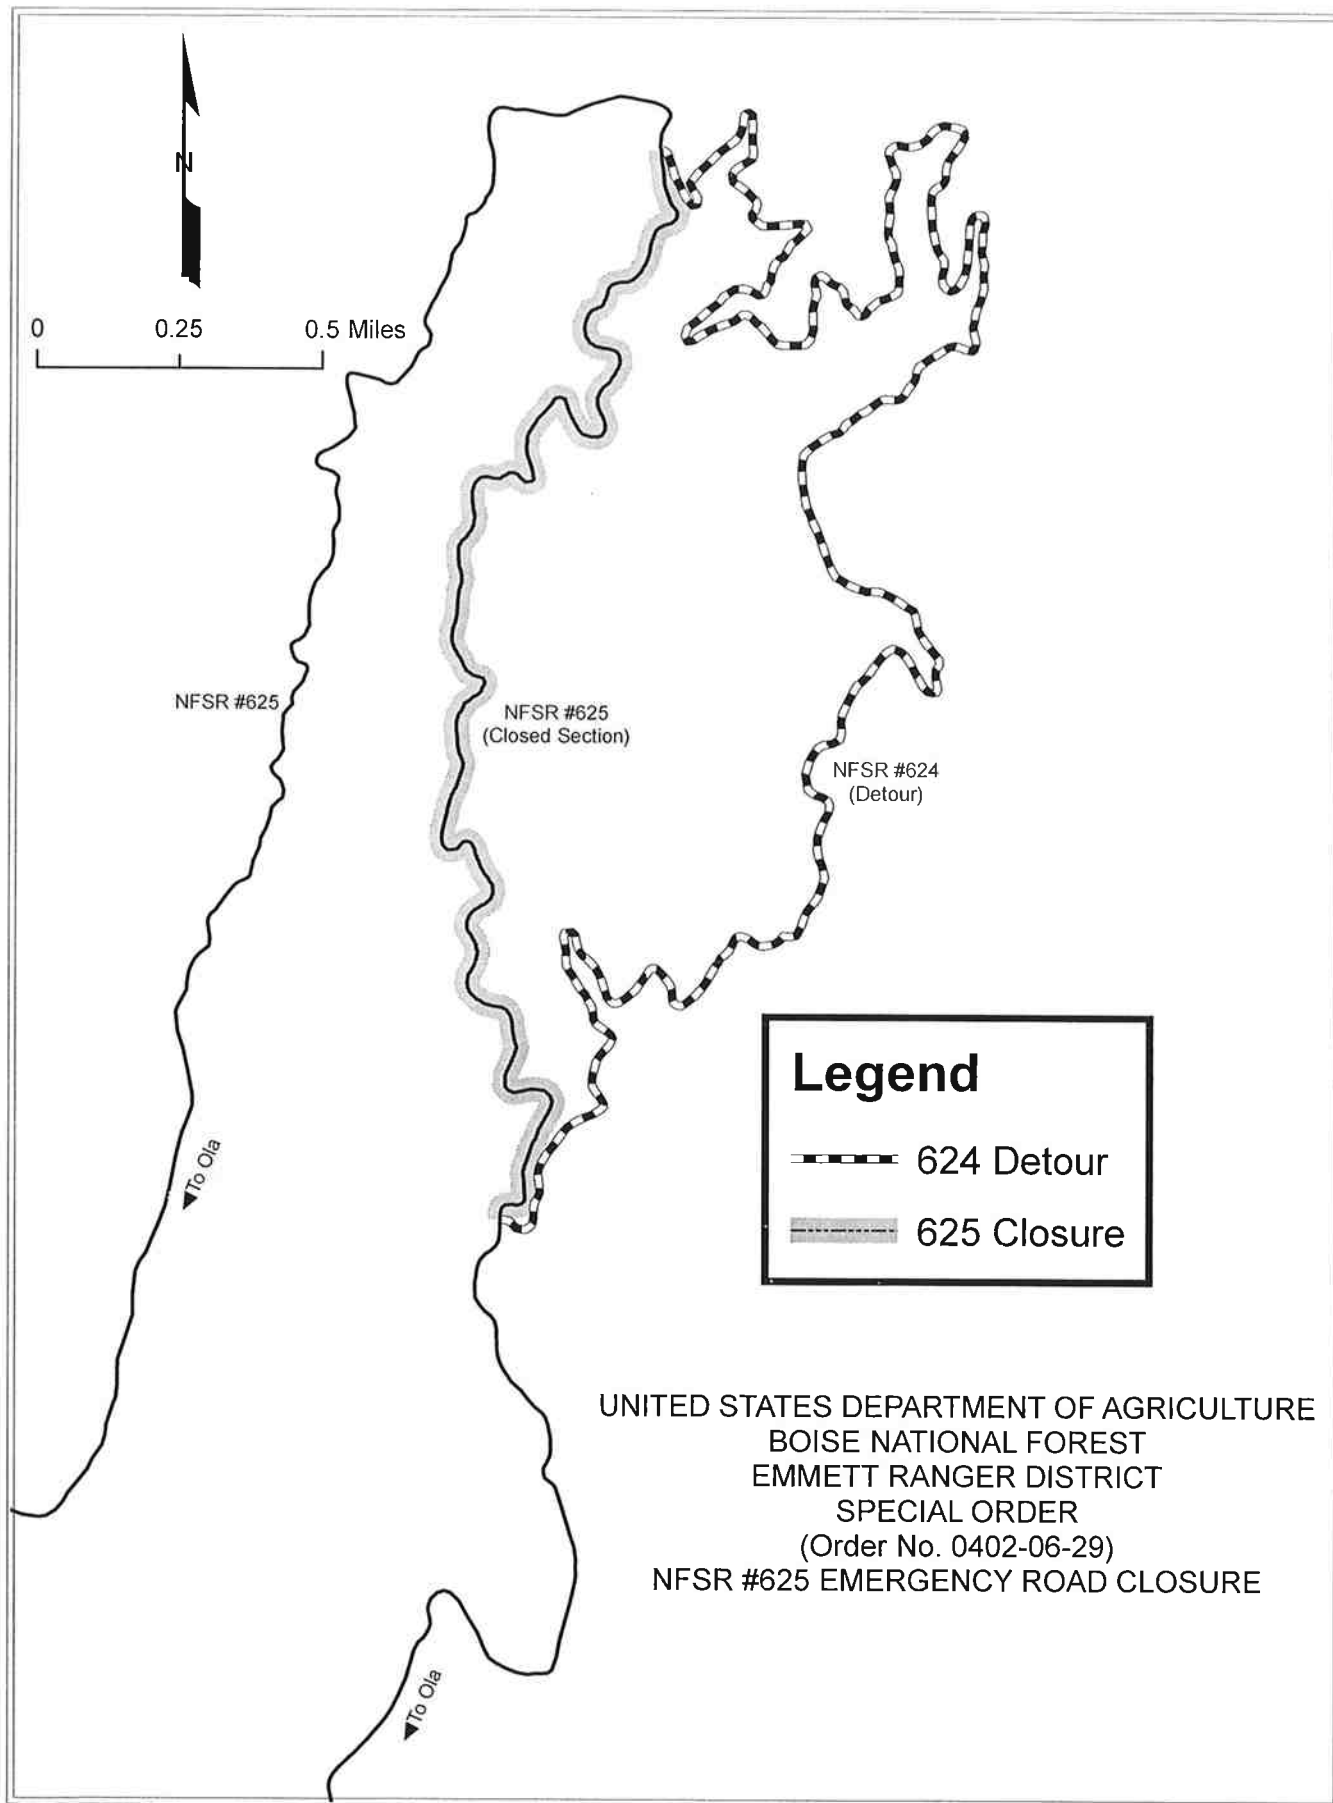 N
0 0.25 0.5 Miles
NFSR #625
NFSR #625
(Closed Section)
NFSR #624
(Detour)
To Ola
Legend
624 Detour
625 Closure
UNITED STATES DEPARTMENT OF AGRICULTURE
BOISE NATIONAL FOREST
EMMETT RANGER DISTRICT
SPECIAL ORDER
(Order No. 0402-06-29)
NFSR #625 EMERGENCY ROAD CLOSURE
To Ola